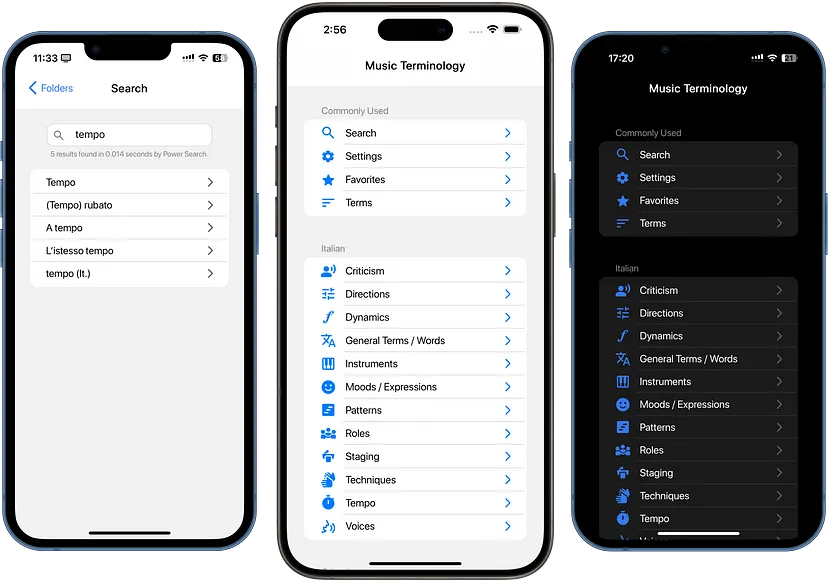 11:33
58
Folders
Search
tempo
5 results found in 0.014 seconds by Power Search.
Tempo
(Tempo) rubato
A tempo
L'istesso tempo
tempo (It.)
2:56
Music Terminology
Commonly Used
Search
Settings
Favorites
Terms
Italian
Criticism
Directions
Dynamics
General Terms / Words
Instruments
Moods / Expressions
Patterns
Roles
Staging
Techniques
Tempo
Voices
17:20
21
Music Terminology
Commonly Used
Search
Settings
Favorites
Terms
Italian
Criticism
Directions
Dynamics
General Terms / Words
Instruments
Moods / Expressions
Patterns
Roles
Staging
Techniques
Tempo
Voices